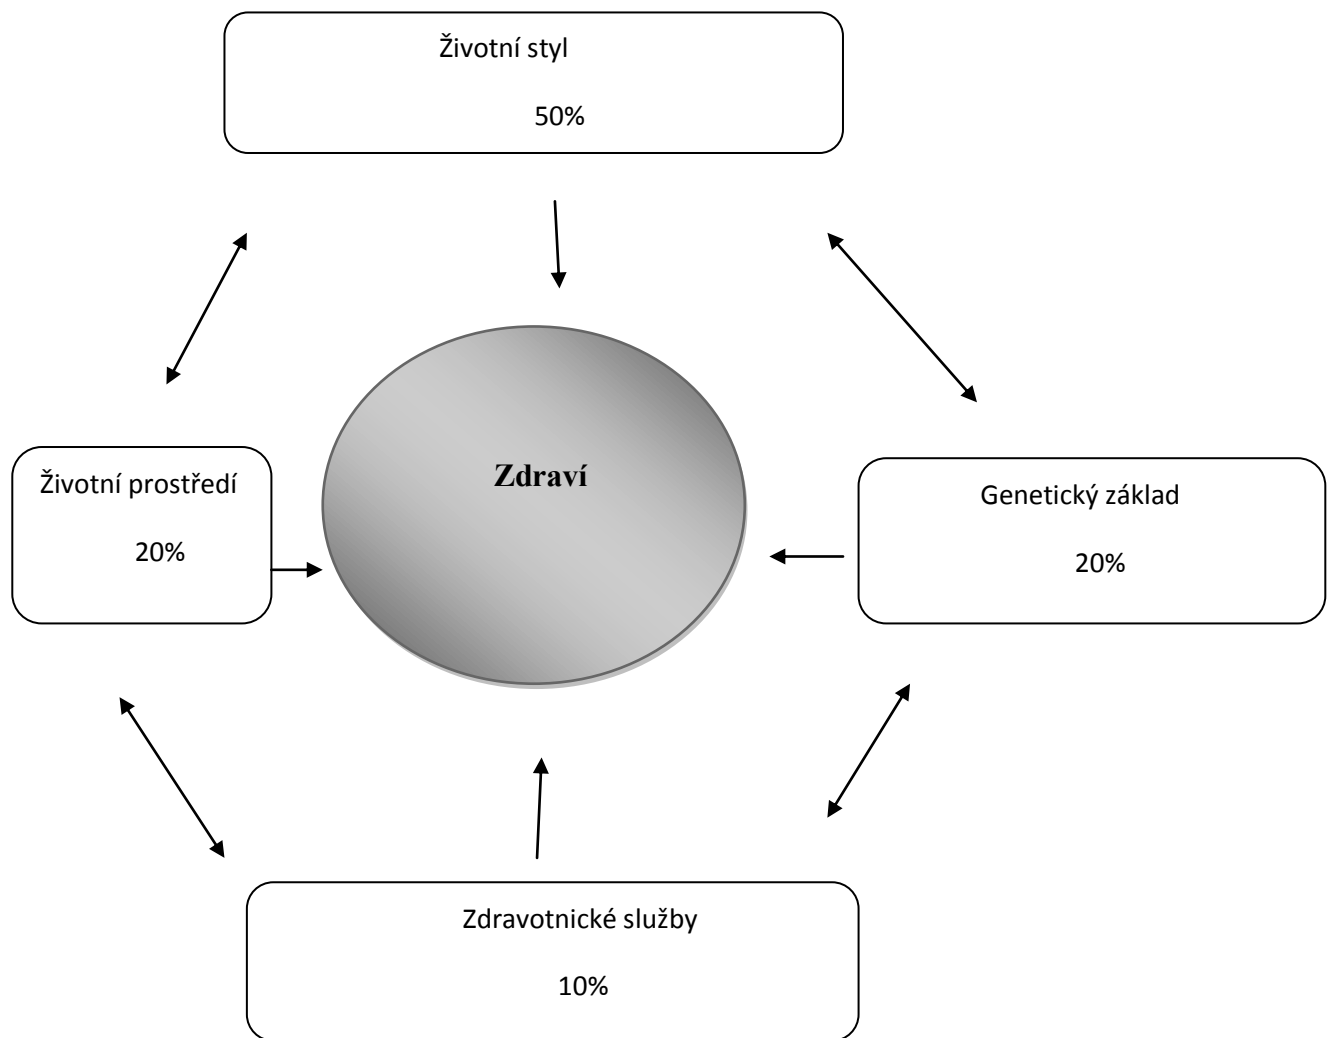 Životní styl
50%
Životní prostředí
20%
Zdraví
Genetický základ
20%
Zdravotnické služby
10%